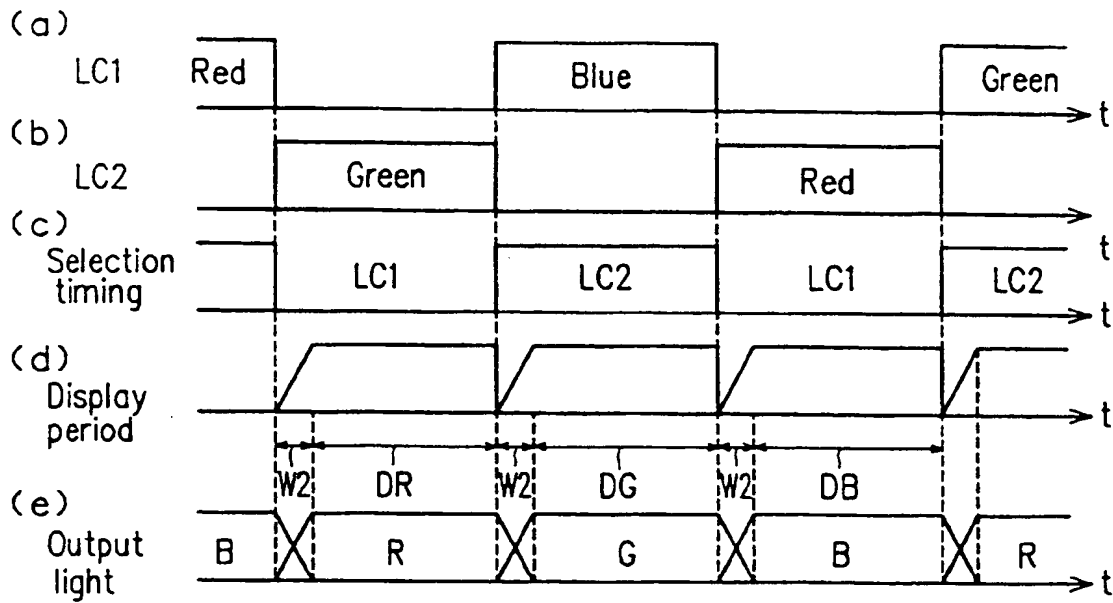 (a)
LC1 Red Blue Green
t
(b)
LC2 Green Red
t
(c)
Selection
timing LC1 LC2 LC1 LC2
t
(d)
Display
period
t
W2 DR W2 DG W2 DB
(e)
Output
light B R G B R
t